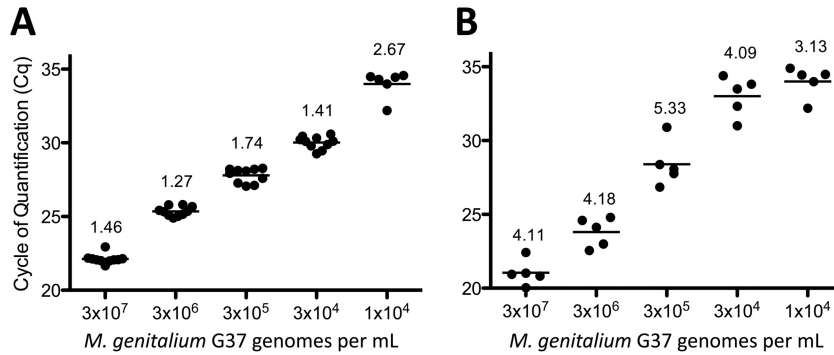 A
B
Cycle of Quantification (Cq)
35
30
25
20
1.46
1.27
1.74
1.41
2.67
3x10⁷
3x10⁶
3x10⁵
3x10⁴
1x10⁴
M. genitalium G37 genomes per mL
35
30
25
20
4.11
4.18
5.33
4.09
3.13
3x10⁷
3x10⁶
3x10⁵
3x10⁴
1x10⁴
M. genitalium G37 genomes per mL